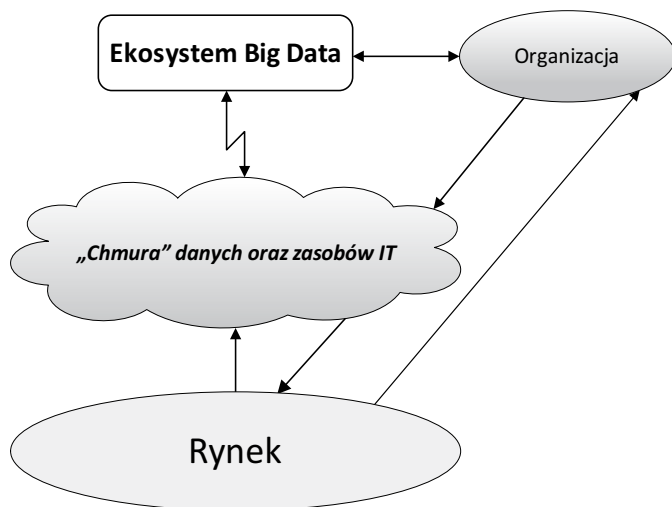 Ekosystem Big Data
Organizacja
„Chmura” danych oraz zasobów IT
Rynek